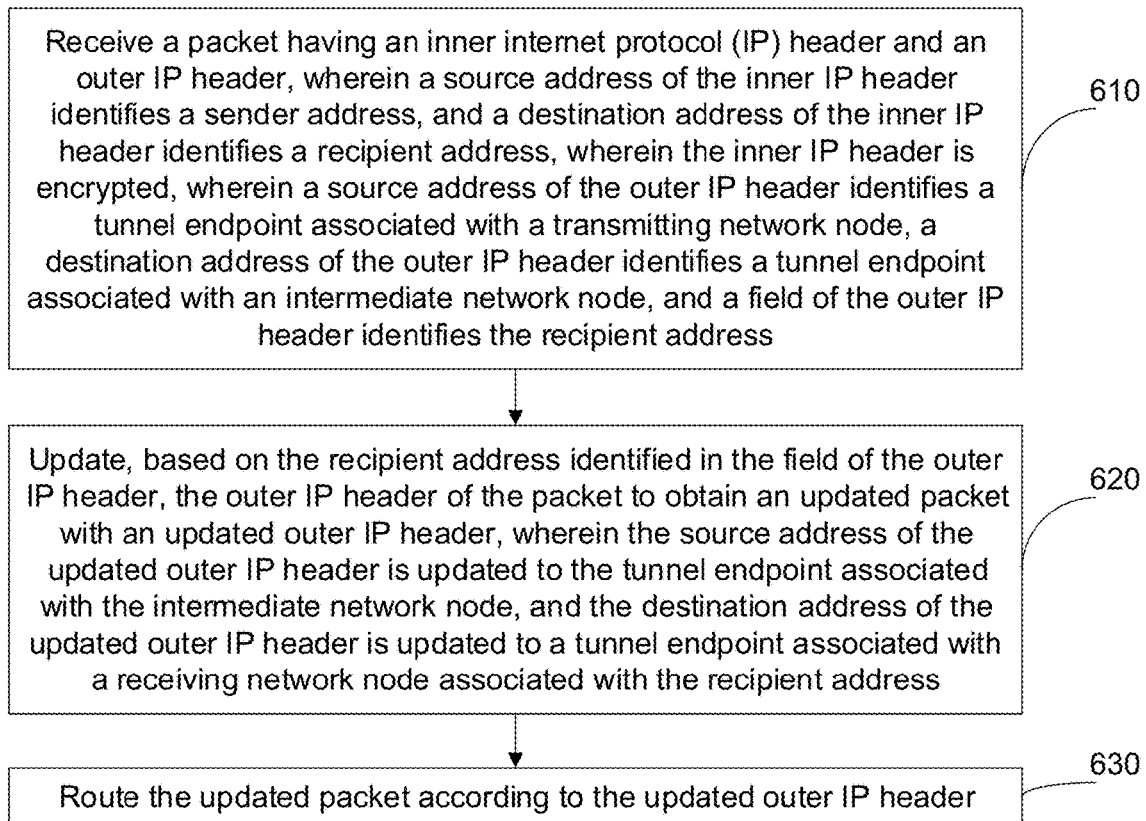 Receive a packet having an inner internet protocol (IP) header and an
outer IP header, wherein a source address of the inner IP header
identifies a sender address, and a destination address of the inner IP
header identifies a recipient address, wherein the inner IP header is
encrypted, wherein a source address of the outer IP header identifies a
tunnel endpoint associated with a transmitting network node, a
destination address of the outer IP header identifies a tunnel endpoint
associated with an intermediate network node, and a field of the outer IP
header identifies the recipient address
610
Update, based on the recipient address identified in the field of the outer
IP header, the outer IP header of the packet to obtain an updated packet
with an updated outer IP header, wherein the source address of the
updated outer IP header is updated to the tunnel endpoint associated
with the intermediate network node, and the destination address of the
updated outer IP header is updated to a tunnel endpoint associated with
a receiving network node associated with the recipient address
620
Route the updated packet according to the updated outer IP header
630